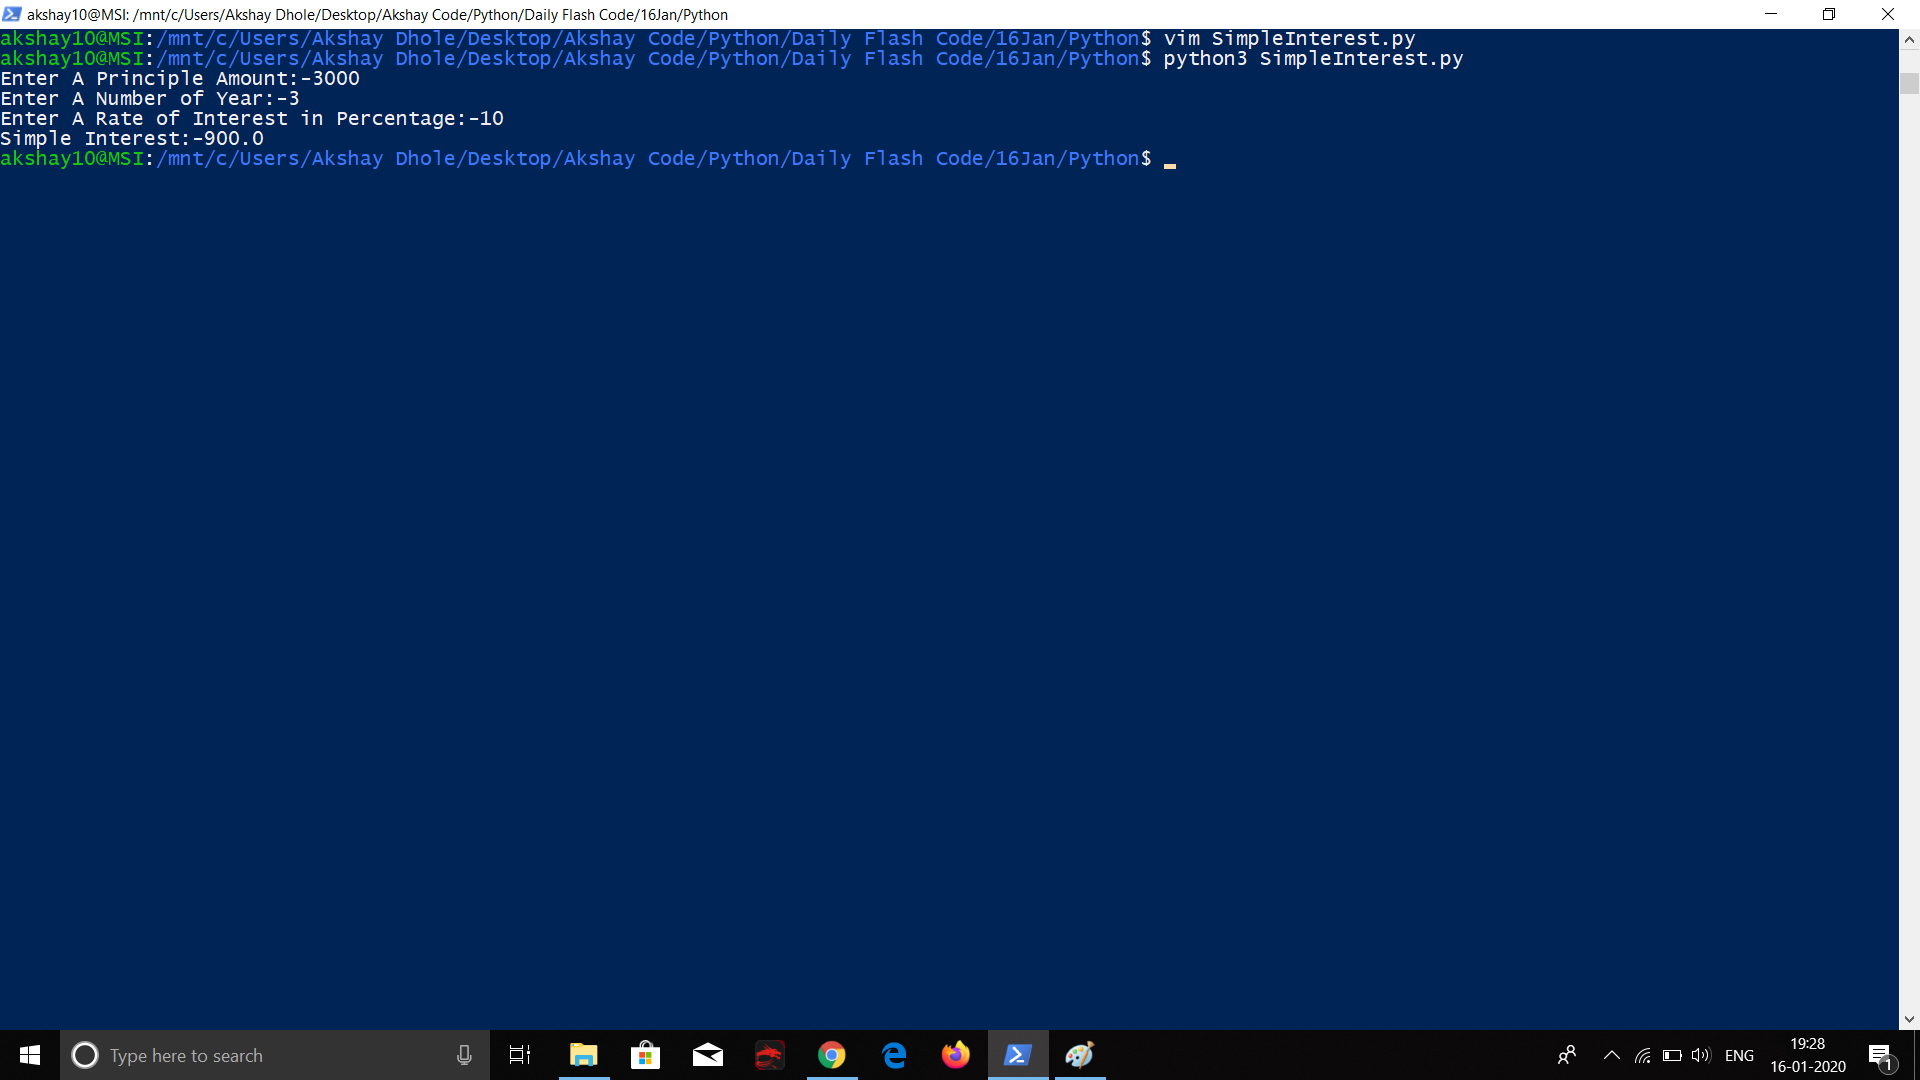 akshay10@MSI: /mnt/c/Users/Akshay Dhole/Desktop/Akshay Code/Python/Daily Flash Code/16Jan/Python
akshay10@MSI:/mnt/c/Users/Akshay Dhole/Desktop/Akshay Code/Python/Daily Flash Code/16Jan/Python$ vim SimpleInterest.py
akshay10@MSI:/mnt/c/Users/Akshay Dhole/Desktop/Akshay Code/Python/Daily Flash Code/16Jan/Python$ python3 SimpleInterest.py
Enter A Principle Amount:-3000
Enter A Number of Year:-3
Enter A Rate of Interest in Percentage:-10
Simple Interest:-900.0
akshay10@MSI:/mnt/c/Users/Akshay Dhole/Desktop/Akshay Code/Python/Daily Flash Code/16Jan/Python$
Type here to search
ENG
19:28
16-01-2020
1